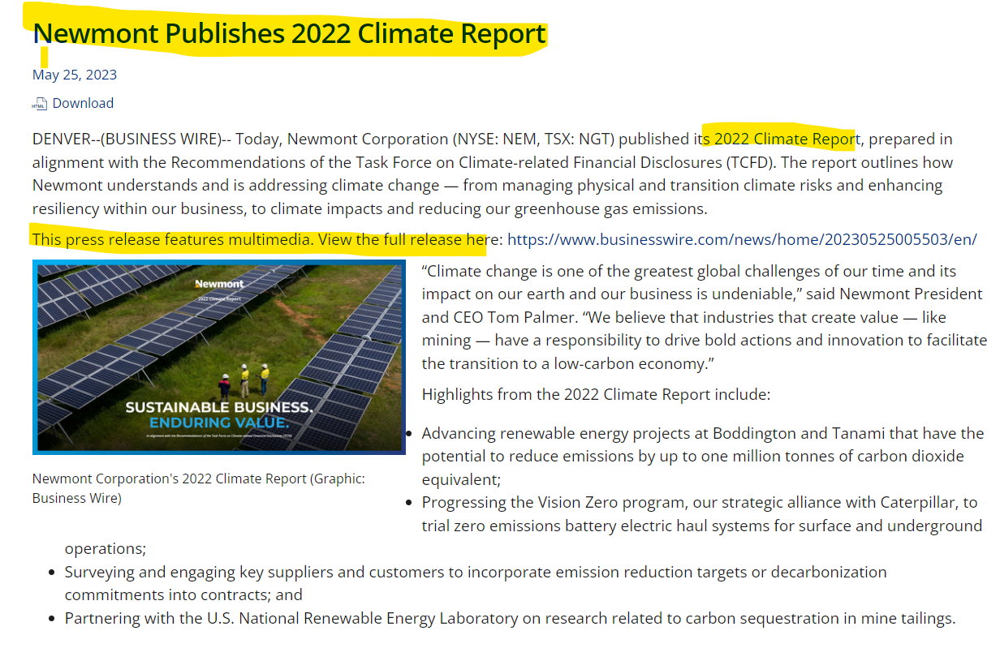 Newmont Publishes 2022 Climate Report
May 25, 2023
HTML Download
DENVER--(BUSINESS WIRE)-- Today, Newmont Corporation (NYSE: NEM, TSX: NGT) published its 2022 Climate Report, prepared in
alignment with the Recommendations of the Task Force on Climate-related Financial Disclosures (TCFD). The report outlines how
Newmont understands and is addressing climate change — from managing physical and transition climate risks and enhancing
resiliency within our business, to climate impacts and reducing our greenhouse gas emissions.
This press release features multimedia. View the full release here: https://www.businesswire.com/news/home/20230525005503/en/
Newmont
2022 Climate Report
SUSTAINABLE BUSINESS.
ENDURING VALUE.
In alignment with the Recommendations of the Task Force on Climate-related Financial Disclosures (TCFD)
Newmont Corporation's 2022 Climate Report (Graphic:
Business Wire)
“Climate change is one of the greatest global challenges of our time and its
impact on our earth and our business is undeniable,” said Newmont President
and CEO Tom Palmer. “We believe that industries that create value — like
mining — have a responsibility to drive bold actions and innovation to facilitate
the transition to a low-carbon economy.”
Highlights from the 2022 Climate Report include:
• Advancing renewable energy projects at Boddington and Tanami that have the
potential to reduce emissions by up to one million tonnes of carbon dioxide
equivalent;
• Progressing the Vision Zero program, our strategic alliance with Caterpillar, to
trial zero emissions battery electric haul systems for surface and underground
operations;
• Surveying and engaging key suppliers and customers to incorporate emission reduction targets or decarbonization
commitments into contracts; and
• Partnering with the U.S. National Renewable Energy Laboratory on research related to carbon sequestration in mine tailings.